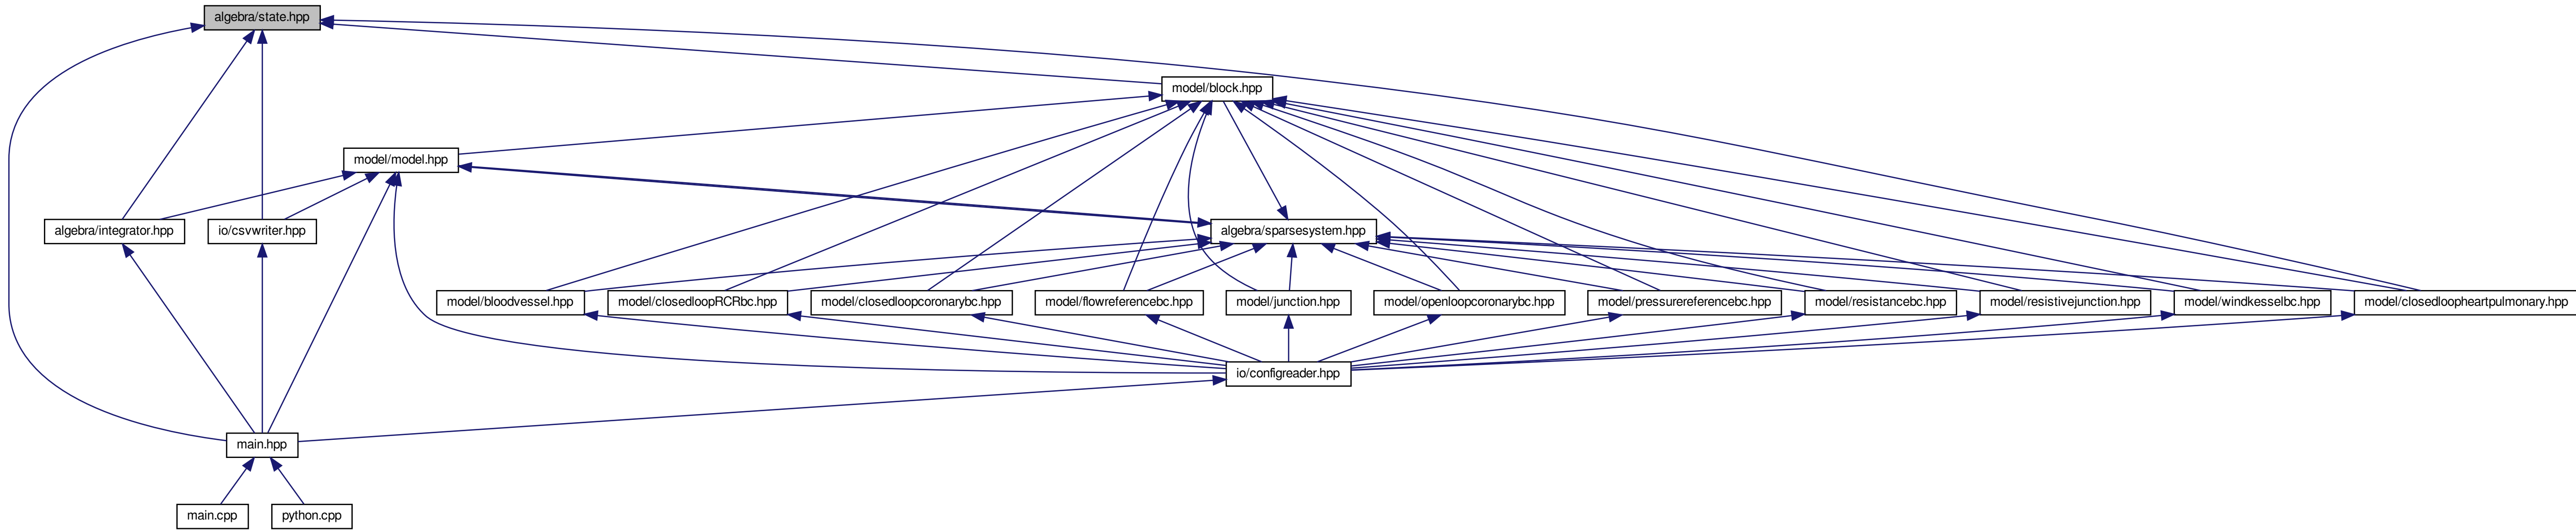 algebra/state.hpp
model/block.hpp
model/model.hpp
algebra/integrator.hpp
io/csvwriter.hpp
algebra/sparsesystem.hpp
model/bloodvessel.hpp
model/closedloopRCRbc.hpp
model/closedloopcoronarybc.hpp
model/flowreferencebc.hpp
model/junction.hpp
model/openloopcoronarybc.hpp
model/pressurereferencebc.hpp
model/resistancebc.hpp
model/resistivejunction.hpp
model/windkesselbc.hpp
model/closedloopheartpulmonary.hpp
io/configreader.hpp
main.hpp
main.cpp
python.cpp